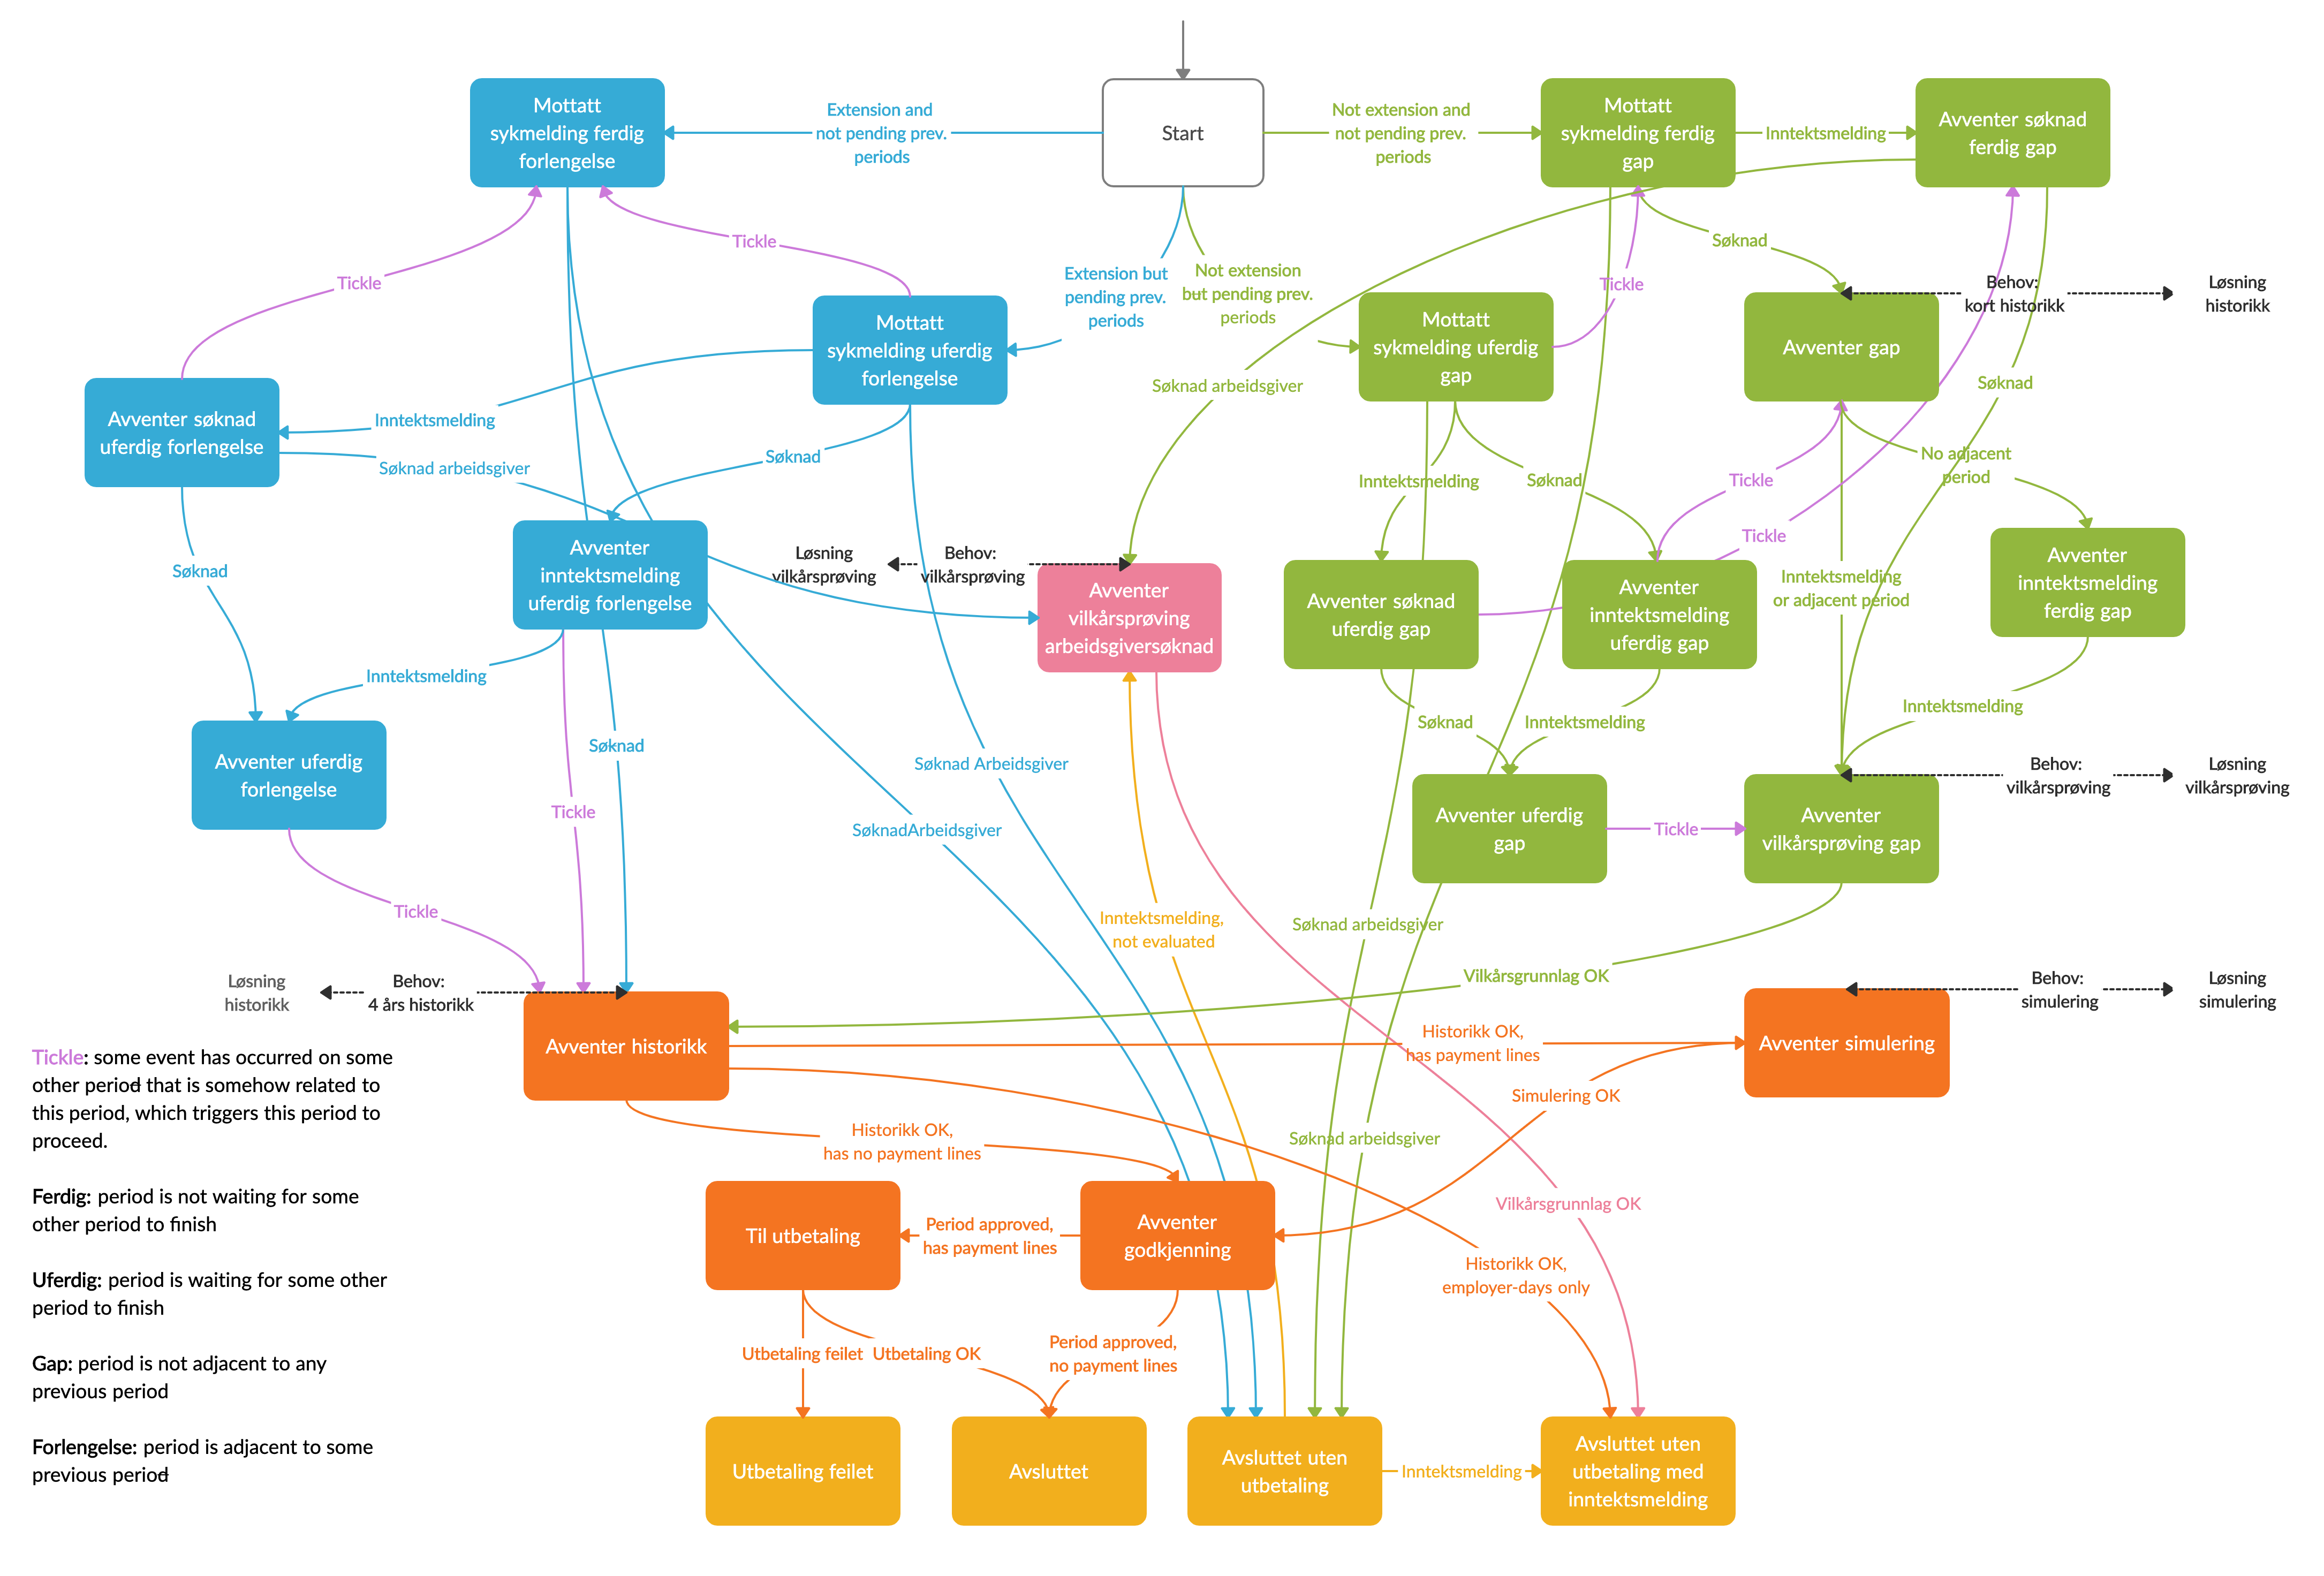 Mottatt
sykmelding ferdig
forlengelse
Extension and
not pending prev.
periods
Start
Not extension and
not pending prev.
periods
Mottatt
sykmelding ferdig
gap
Inntektsmelding
Avventer søknad
ferdig gap
Tickle
Tickle
Extension but
pending prev.
periods
Not extension
but pending prev.
periods
Tickle
Søknad
Behov:
kort historikk
Løsning
historikk
Mottatt
sykmelding uferdig
forlengelse
Mottatt
sykmelding uferdig
gap
Avventer gap
Søknad arbeidsgiver
Søknad
Avventer søknad
uferdig forlengelse
Inntektsmelding
Søknad arbeidsgiver
Søknad
Inntektsmelding
Søknad
Tickle
No adjacent
period
Tickle
Søknad
Avventer
inntektsmelding
uferdig forlengelse
Løsning
vilkårsprøving
Behov:
vilkårsprøving
Avventer
vilkårsprøving
arbeidsgiversøknad
Avventer søknad
uferdig gap
Avventer
inntektsmelding
uferdig gap
Inntektsmelding
or adjacent period
Avventer
inntektsmelding
ferdig gap
Inntektsmelding
Søknad
Inntektsmelding
Inntektsmelding
Avventer uferdig
forlengelse
Søknad
Tickle
Søknad Arbeidsgiver
SøknadArbeidsgiver
Avventer uferdig
gap
Tickle
Avventer
vilkårsprøving gap
Behov:
vilkårsprøving
Løsning
vilkårsprøving
Tickle
Inntektsmelding,
not evaluated
Søknad arbeidsgiver
Vilkårsgrunnlag OK
Løsning
historikk
Behov:
4 års historikk
Behov:
simulering
Løsning
simulering
Avventer historikk
Historikk OK,
has payment lines
Avventer simulering
Simulering OK
Tickle: some event has occurred on some
other period that is somehow related to
this period, which triggers this period to
proceed.
Historikk OK,
has no payment lines
Søknad arbeidsgiver
Vilkårsgrunnlag OK
Ferdig: period is not waiting for some
other period to finish
Til utbetaling
Period approved,
has payment lines
Avventer
godkjenning
Historikk OK,
employer-days only
Uferdig: period is waiting for some other
period to finish
Utbetaling feilet
Utbetaling OK
Period approved,
no payment lines
Gap: period is not adjacent to any
previous period
Forlengelse: period is adjacent to some
previous period
Utbetaling feilet
Avsluttet
Avsluttet uten
utbetaling
Inntektsmelding
Avsluttet uten
utbetaling med
inntektsmelding